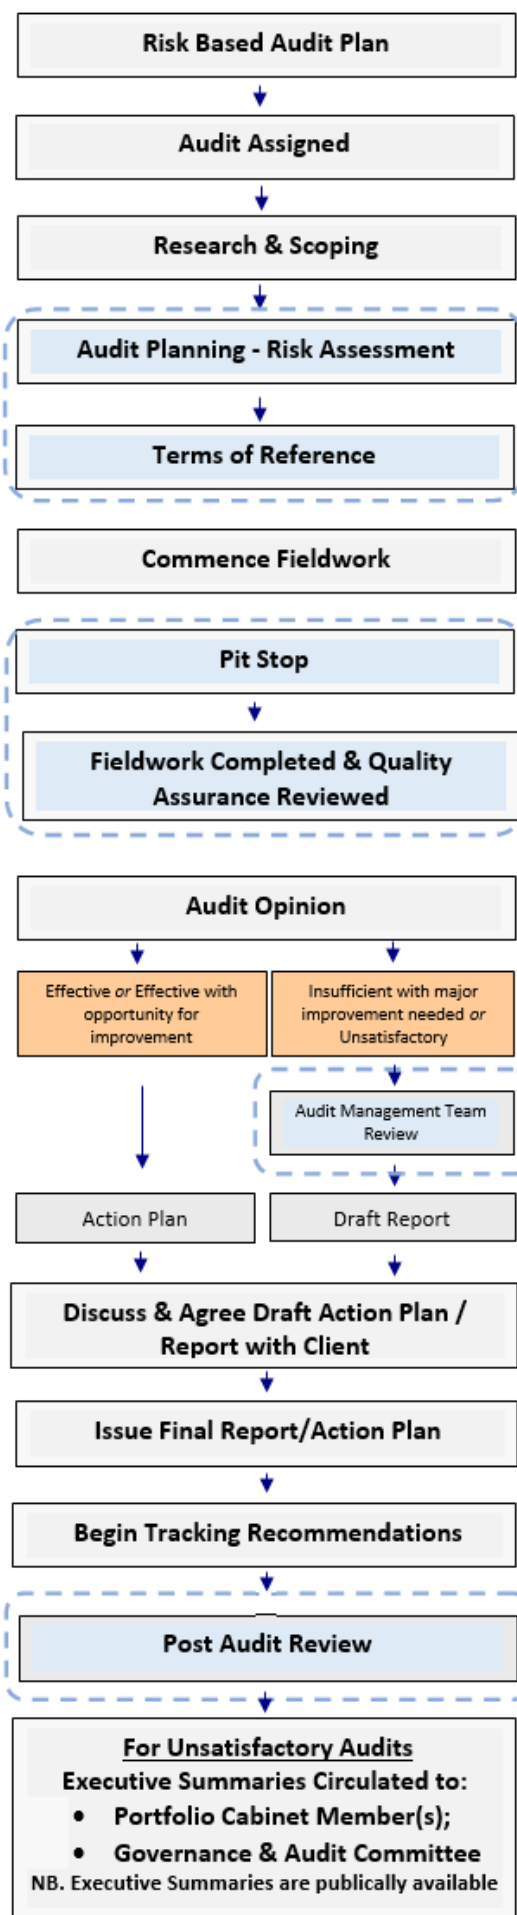 Risk Based Audit Plan
Audit Assigned
Research & Scoping
Audit Planning - Risk Assessment
Terms of Reference
Commence Fieldwork
Pit Stop
Fieldwork Completed & Quality
Assurance Reviewed
Audit Opinion
Effective or Effective with
opportunity for
improvement
Insufficient with major
improvement needed or
Unsatisfactory
Audit Management Team
Review
Action Plan
Draft Report
Discuss & Agree Draft Action Plan /
Report with Client
Issue Final Report/Action Plan
Begin Tracking Recommendations
Post Audit Review
For Unsatisfactory Audits
Executive Summaries Circulated to:
• Portfolio Cabinet Member(s);
• Governance & Audit Committee
NB. Executive Summaries are publically available